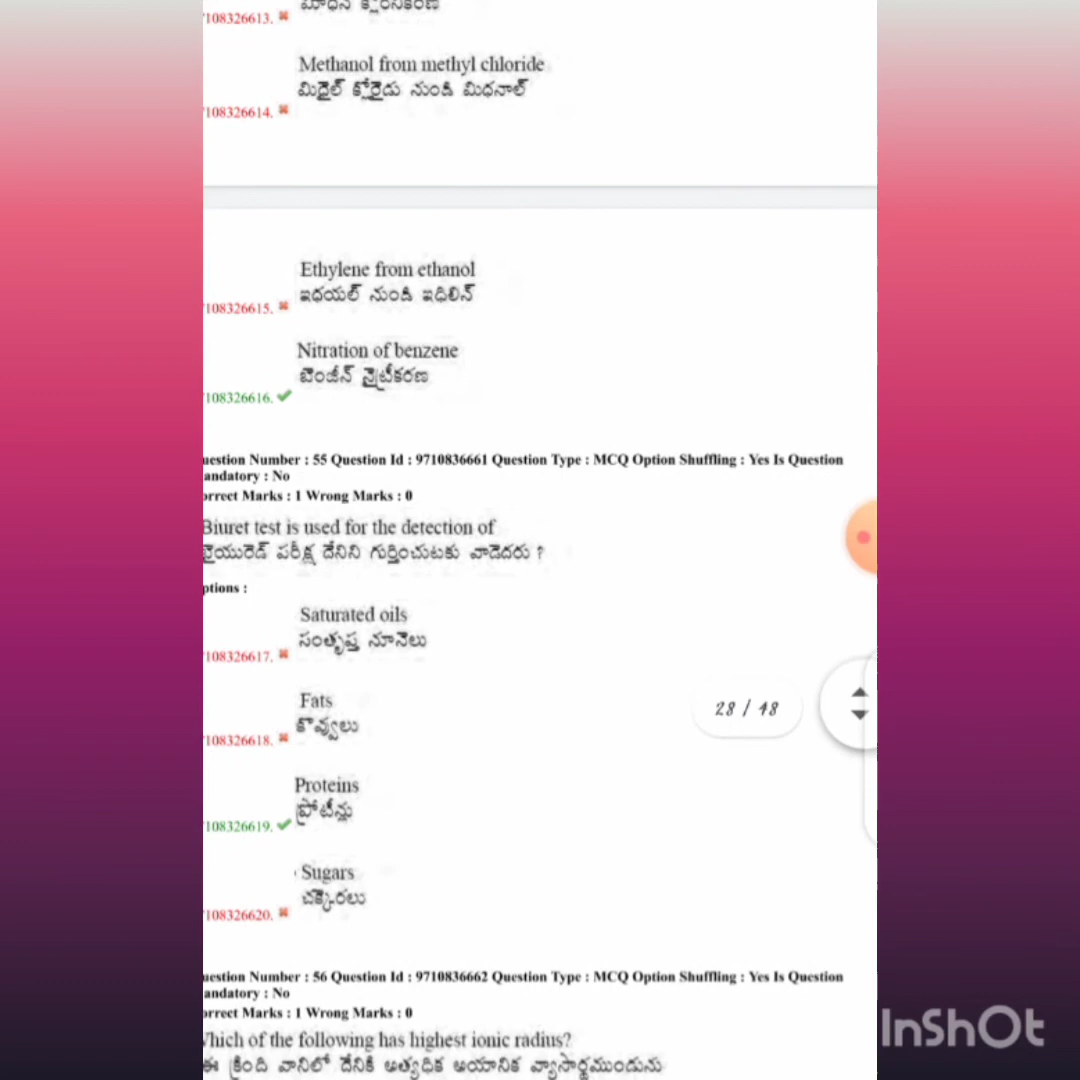 మీథేన్ క్లోరినీకరణ
108326613.
Methanol from methyl chloride
మిథైల్ క్లోరైడు నుండి మిథనాల్
108326614.
Ethylene from ethanol
ఇథయల్ నుండి ఇథిలిన్
108326615.
Nitration of benzene
బెంజీన్ నైట్రీకరణ
108326616.
uestion Number : 55 Question Id : 9710836661 Question Type : MCQ Option Shuffling : Yes Is Question
andatory : No
orrect Marks : 1 Wrong Marks : 0
Biuret test is used for the detection of
బైయురెడ్ పరీక్ష దేనిని గుర్తించుటకు వాడెదరు ?
ptions :
Saturated oils
సంతృప్త నూనెలు
108326617.
Fats
కొవ్వులు
108326618.
28 / 48
Proteins
ప్రోటీన్లు
108326619.
Sugars
చక్కెరలు
108326620.
uestion Number : 56 Question Id : 9710836662 Question Type : MCQ Option Shuffling : Yes Is Question
andatory : No
orrect Marks : 1 Wrong Marks : 0
Which of the following has highest ionic radius?
ఈ క్రింది వానిలో దేనికి అత్యధిక అయానిక వ్యాసార్థముండును
InShOt